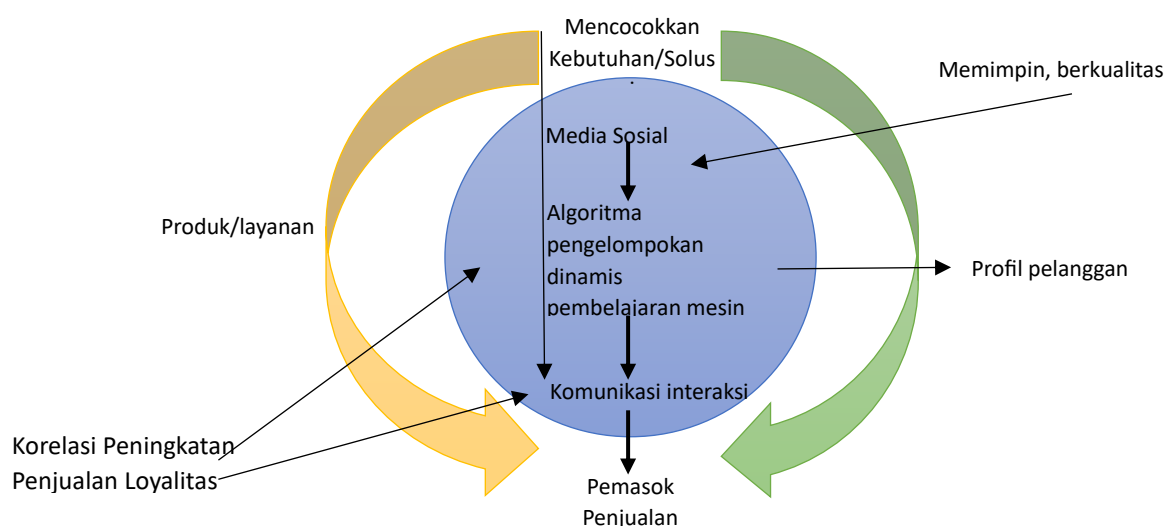 Mencocokkan
Kebutuhan/Solus
Memimpin, berkualitas
Media Sosial
Produk/layanan
Algoritma
pengelompokan
dinamis
pembelajaran mesin
Profil pelanggan
Komunikasi interaksi
Korelasi Peningkatan
Penjualan Loyalitas
Pemasok
Penjualan